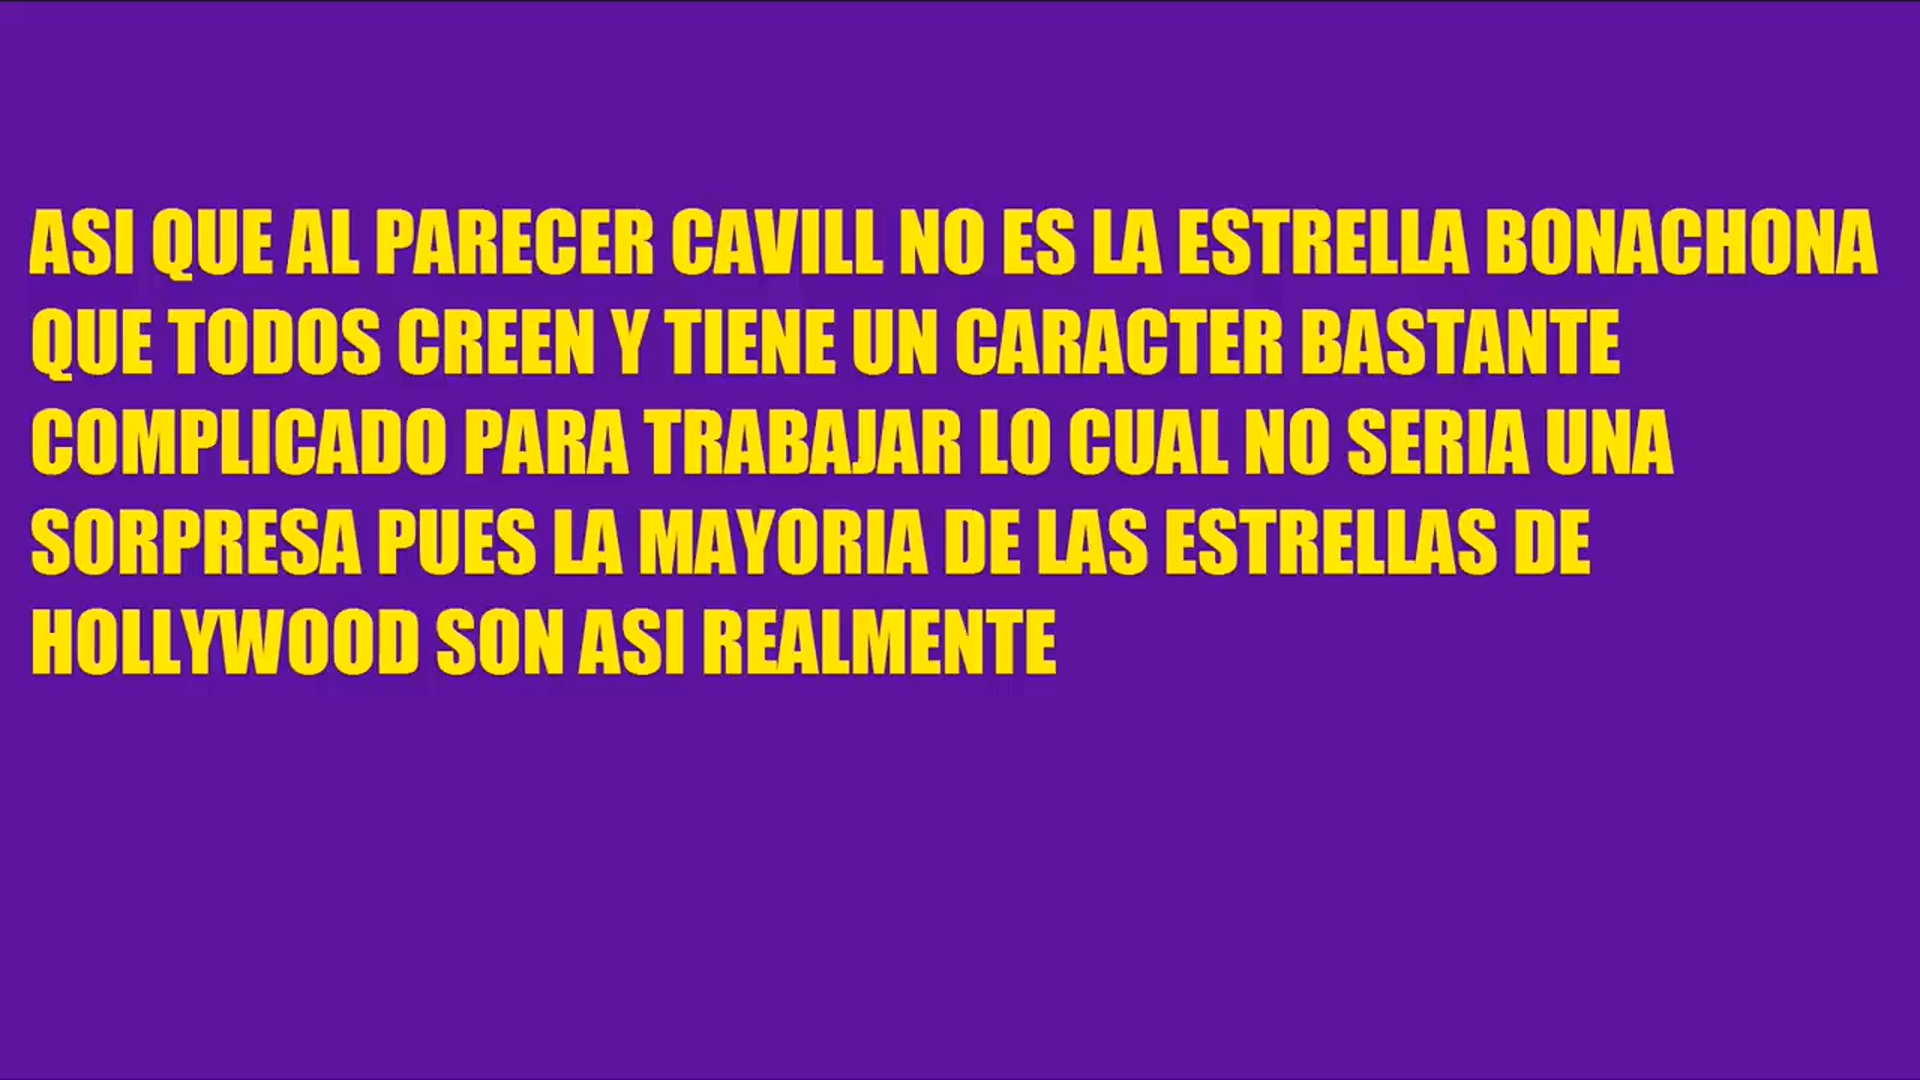 ASI QUE AL PARECER CAVILL NO ES LA ESTRELLA BONACHONA
QUE TODOS CREEN Y TIENE UN CARACTER BASTANTE
COMPLICADO PARA TRABAJAR LO CUAL NO SERIA UNA
SORPRESA PUES LA MAYORIA DE LAS ESTRELLAS DE
HOLLYWOOD SON ASI REALMENTE